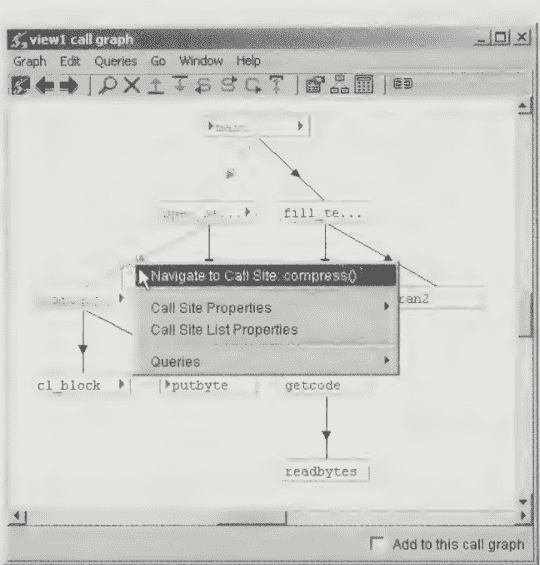 view1 call graph
Graph Edit Queries Go Window Help
fill_te...
Navigate to Call Site: compress()
ran2
Call Site Properties
Call Site List Properties
Queries
cl_block putbyte getcode
readbytes
Add to this call graph